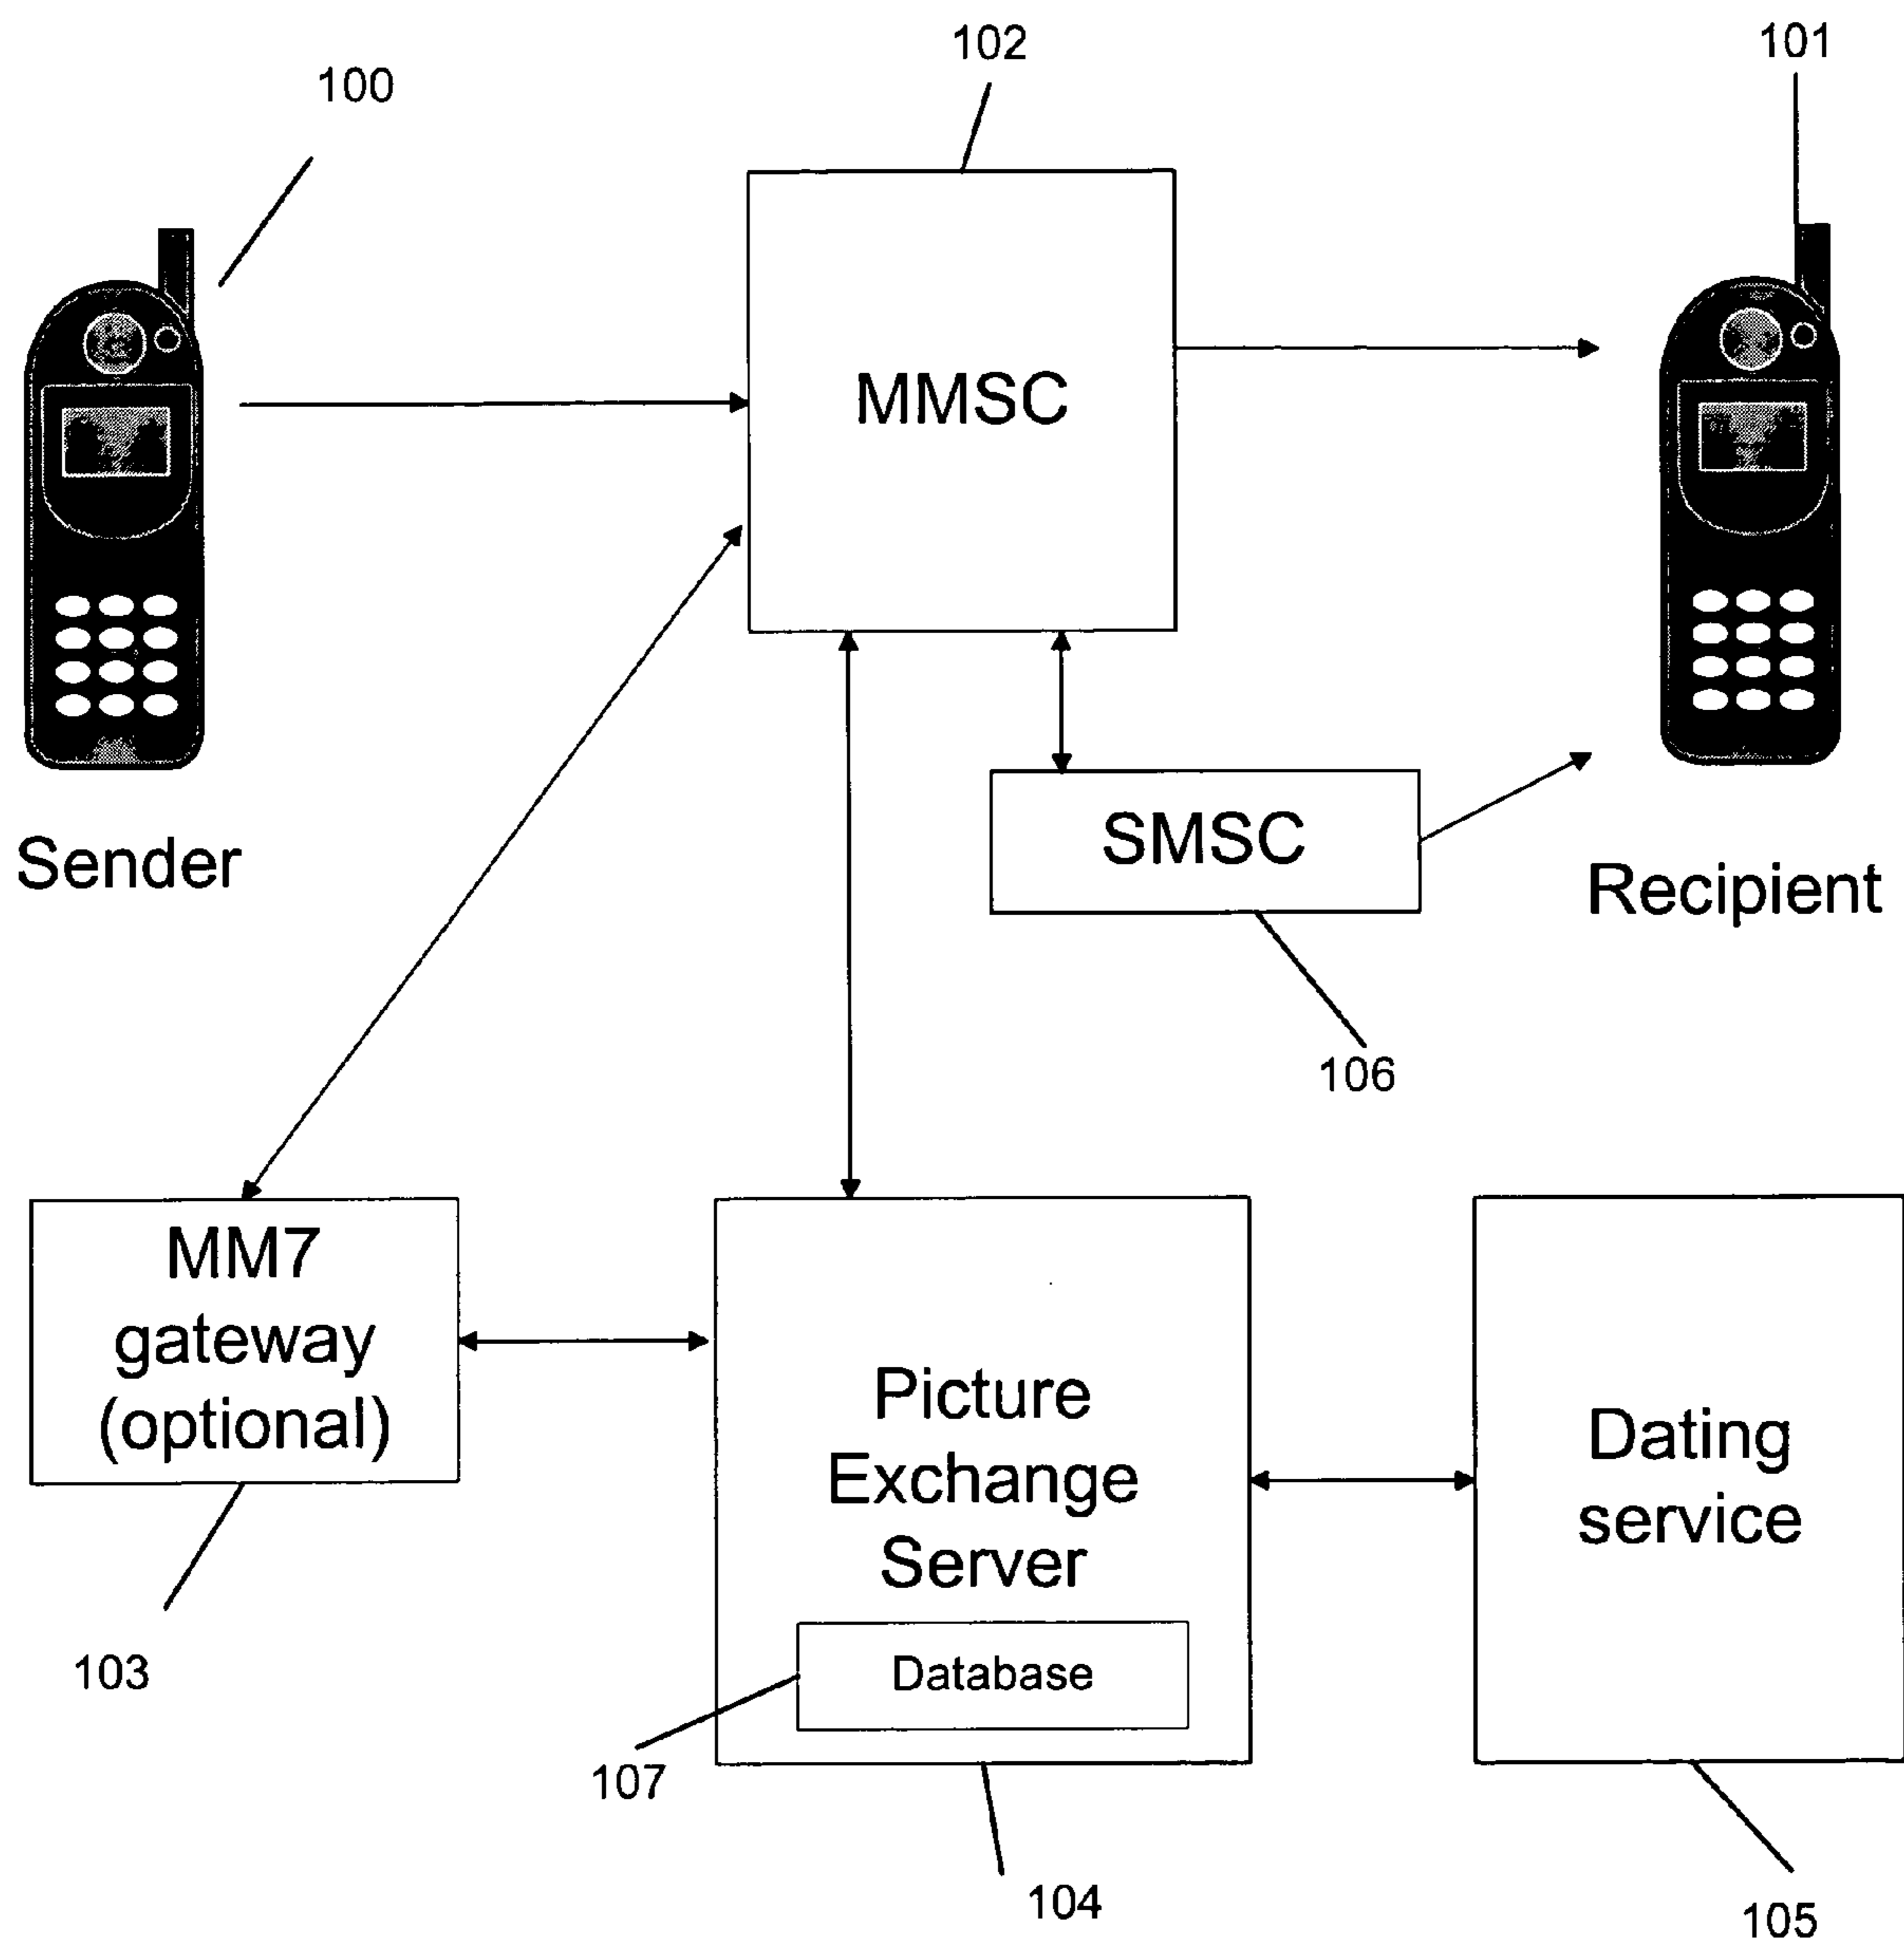 102
101
100
MMSC
SMSC
Sender
Recipient
106
MM7
gateway
(optional)
Picture
Exchange
Server
Dating
service
Database
103
107
104
105